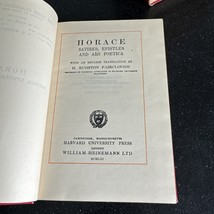 HORACE
SATIRES, EPISTLES
AND ARS POETICA
WITH AN ENGLISH TRANSLATION BY
H. RUSHTON FAIRCLOUGH
CAMBRIDGE, MASSACHUSETTS
HARVARD UNIVERSITY PRESS
LONDON
WILLIAM HEINEMANN LTD